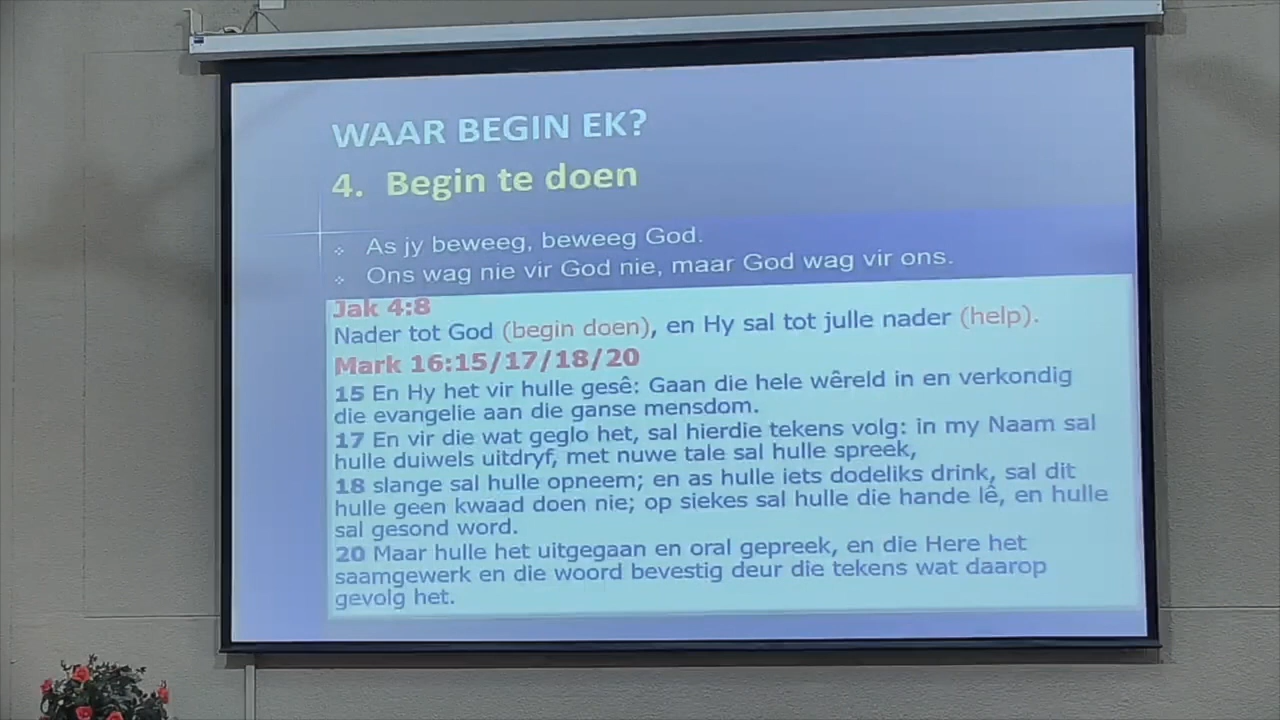 WAAR BEGIN EK?
4. Begin te doen
As jy beweeg, beweeg God.
Ons wag nie vir God nie, maar God wag vir ons.
Jak 4:8
Nader tot God (begin doen), en Hy sal tot julle nader (help).
Mark 16:15/17/18/20
15 En Hy het vir hulle gesê: Gaan die hele wêreld in en verkondig
die evangelie aan die ganse mensdom.
17 En vir die wat geglo het, sal hierdie tekens volg: in my Naam sal
hulle duiwels uitdryf, met nuwe tale sal hulle spreek,
18 slange sal hulle opneem; en as hulle iets dodeliks drink, sal dit
hulle geen kwaad doen nie; op siekes sal hulle die hande lê, en hulle
sal gesond word.
20 Maar hulle het uitgegaan en oral gepreek, en die Here het
saamgewerk en die woord bevestig deur die tekens wat daarop
gevolg het.